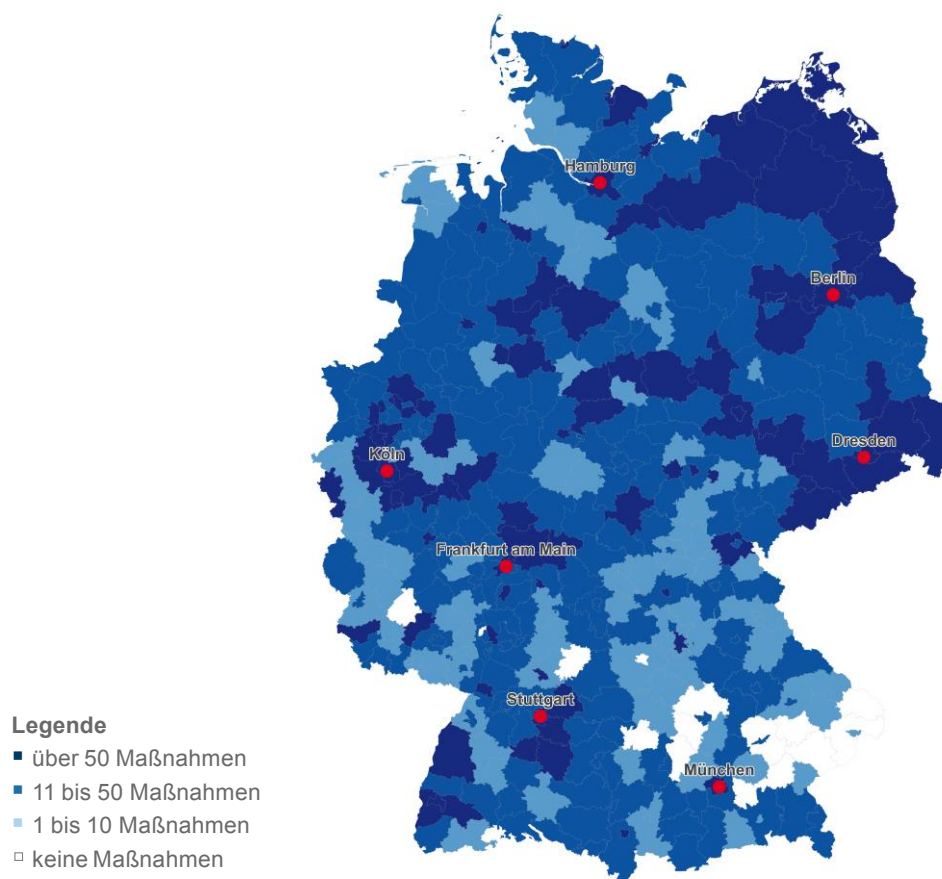 Hamburg
Berlin
Dresden
Köln
Frankfurt am Main
Stuttgart
München
Legende
über 50 Maßnahmen
11 bis 50 Maßnahmen
1 bis 10 Maßnahmen
keine Maßnahmen